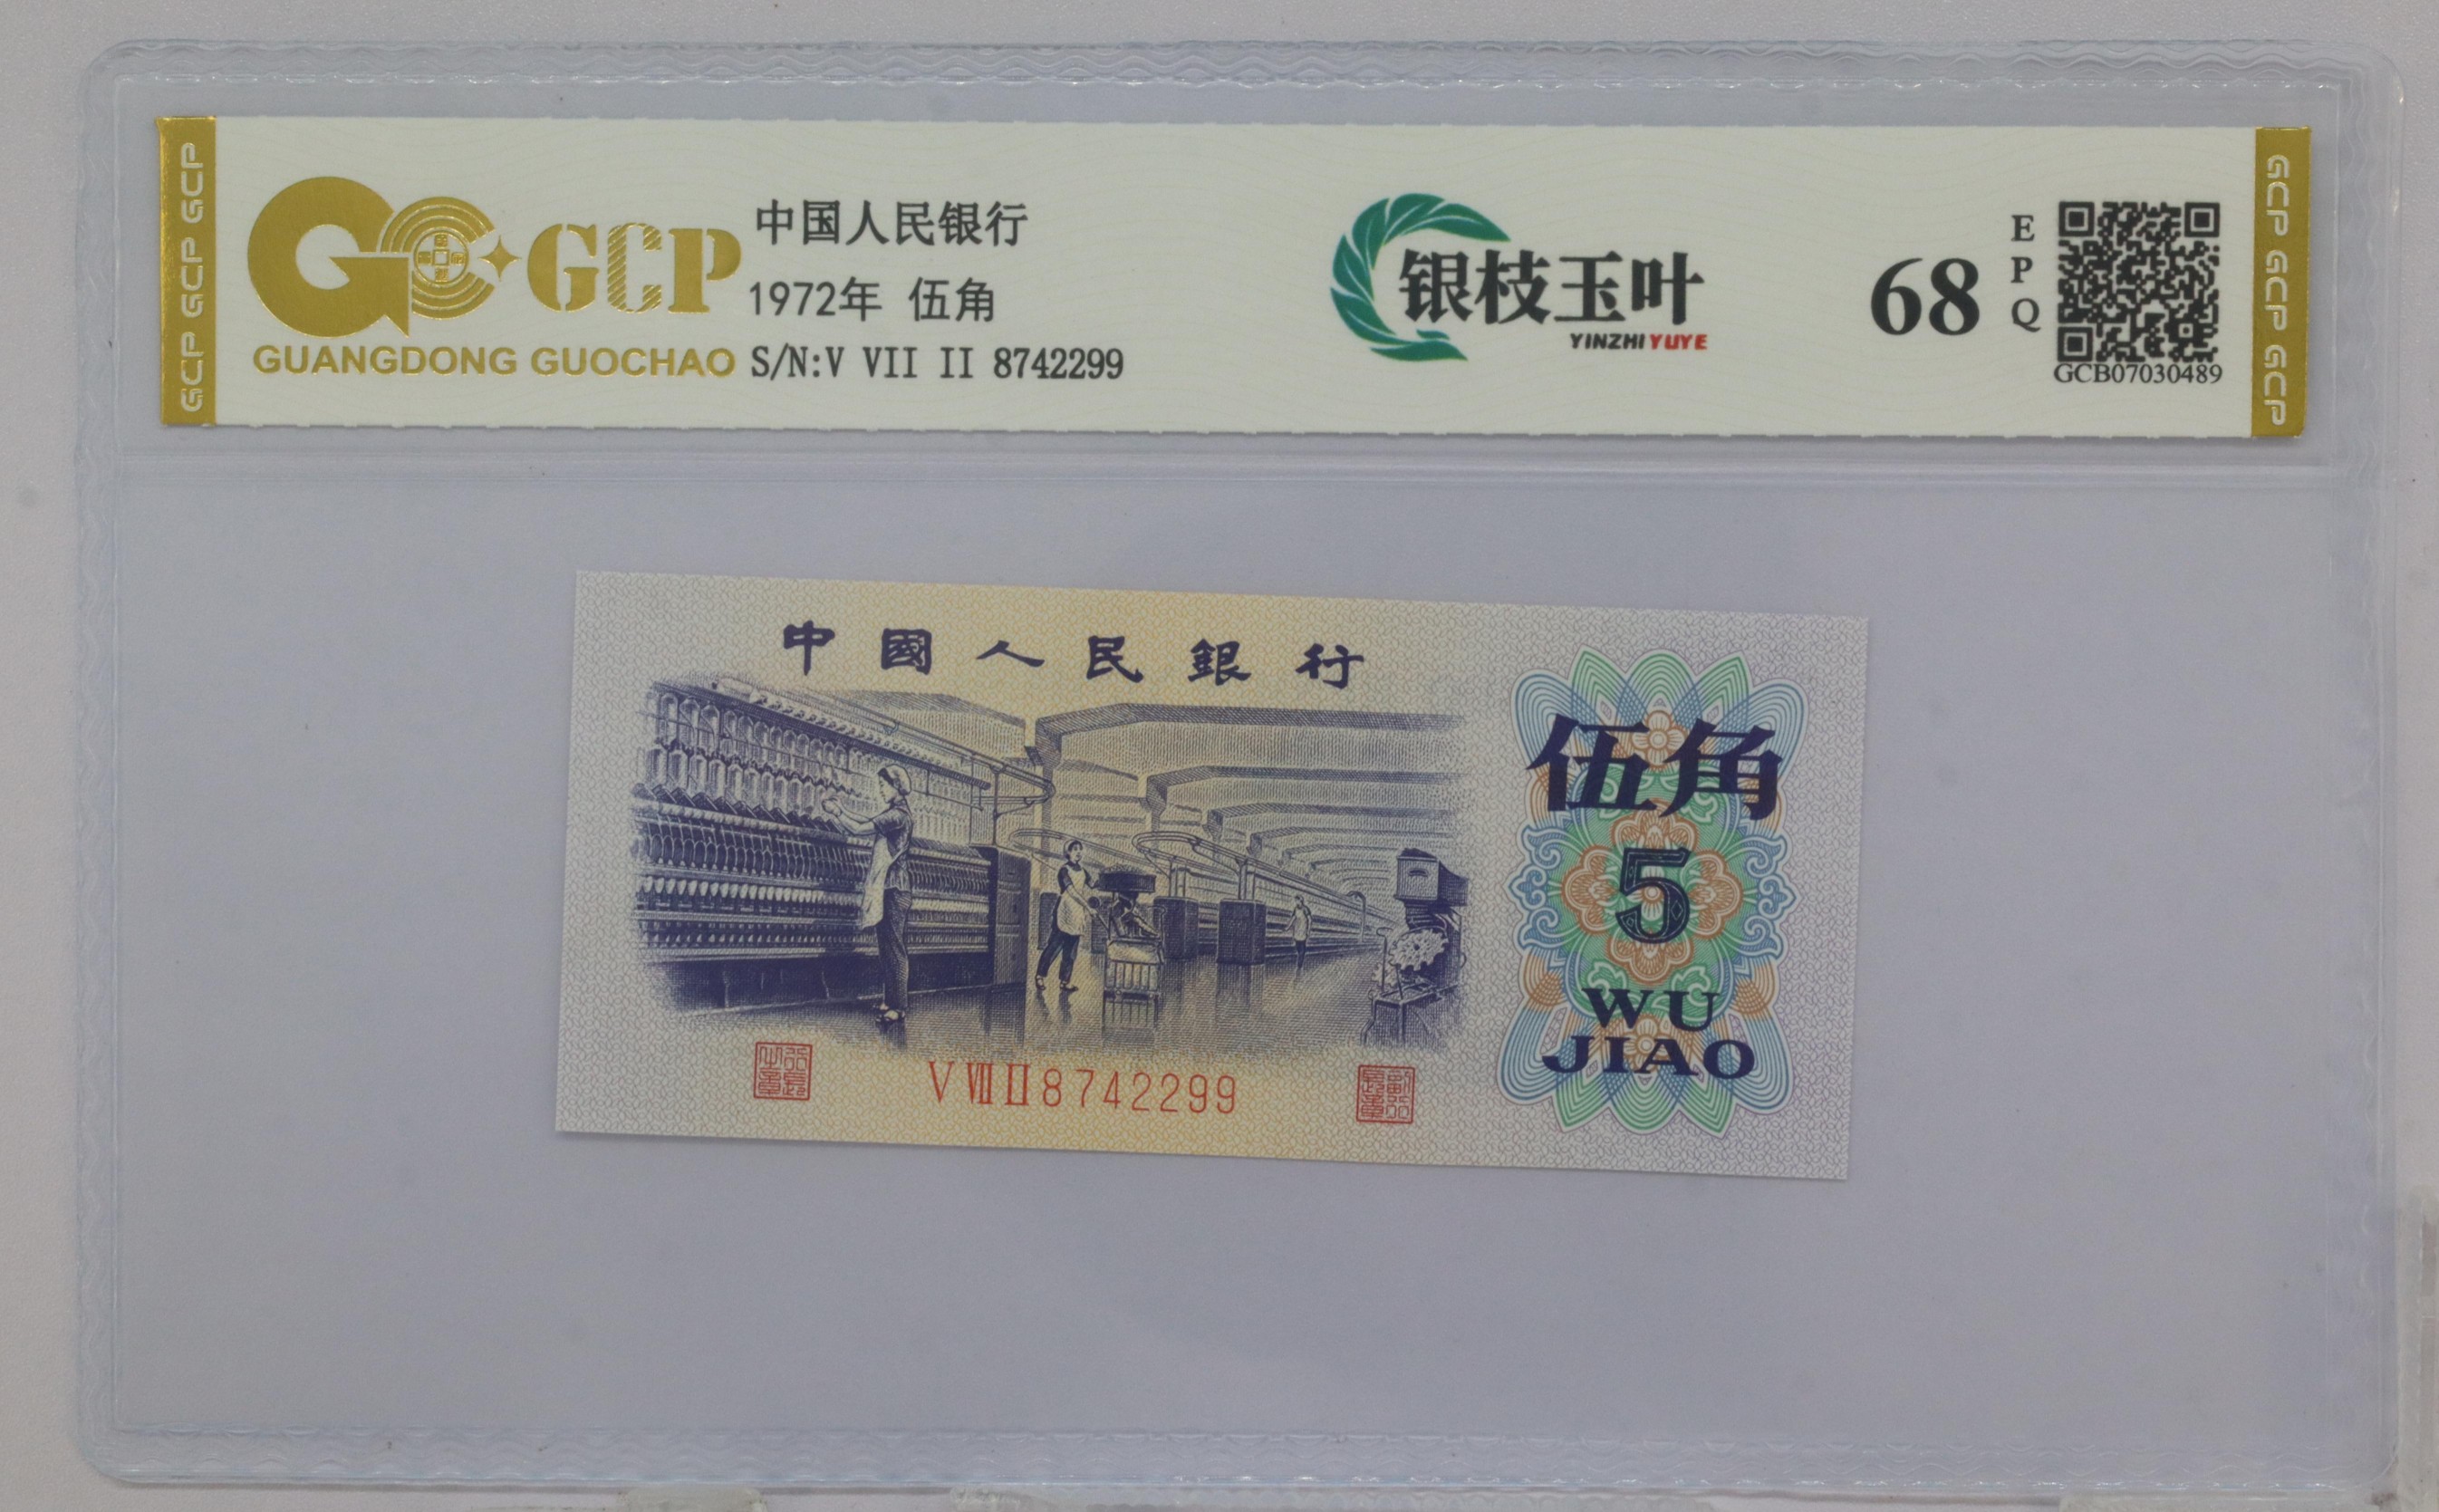 GCP GCP GCP
GCP
GUANGDONG GUOCHAO
中国人民银行
1972年 伍角
S/N:V VII II 8742299
银枝玉叶
YINZHI YUYE
68
EPQ
GCB07030489
GCP GCP GCP
中國人民銀行
伍角
5
WU
JIAO
V VII II 8742299